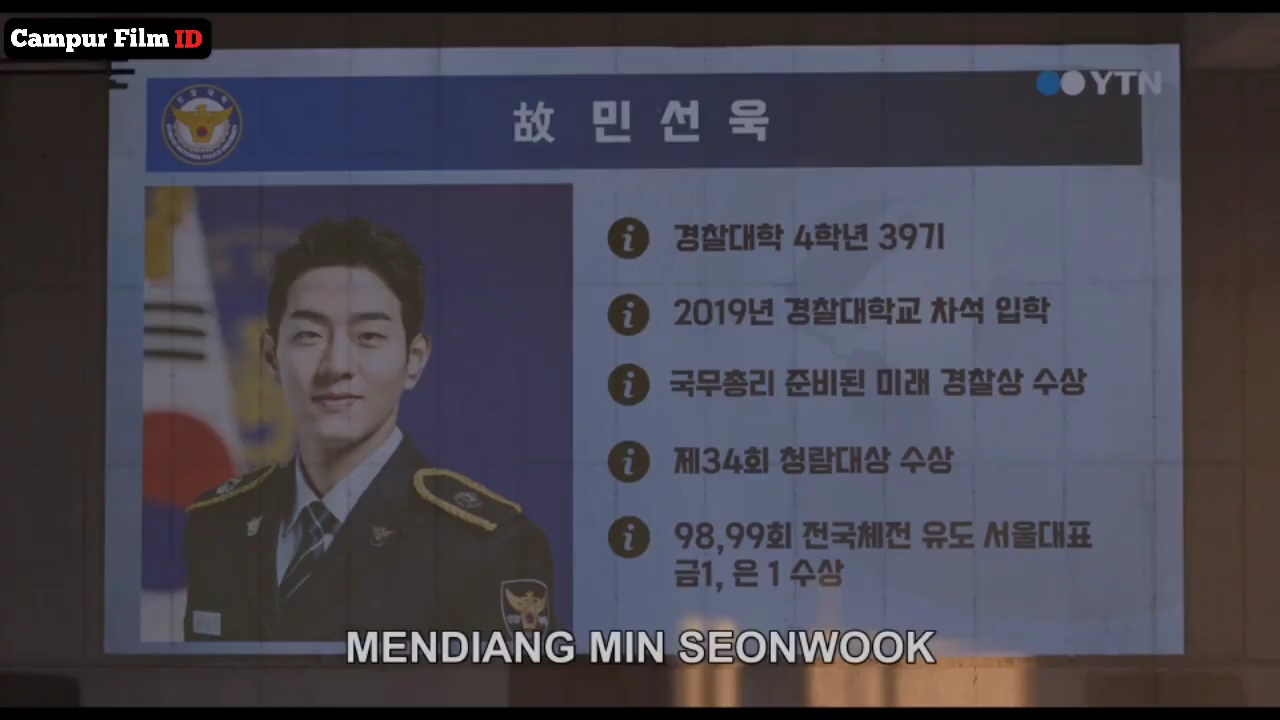 Campur Film ID
YTN
故 민선욱
경찰대학 4학년 39기
2019년 경찰대학교 차석 입학
국무총리 준비된 미래 경찰상 수상
제34회 청람대상 수상
98,99회 전국체전 유도 서울대표
금1, 은 1 수상
MENDIANG MIN SEONWOOK